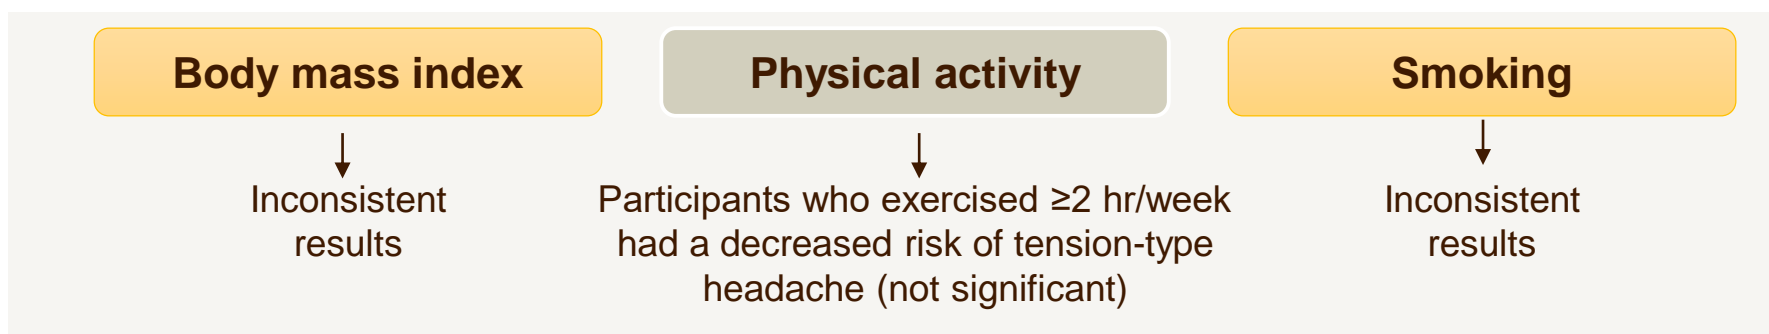 Body mass index
Inconsistent
results
Physical activity
Participants who exercised ≥2 hr/week
had a decreased risk of tension-type
headache (not significant)
Smoking
Inconsistent
results